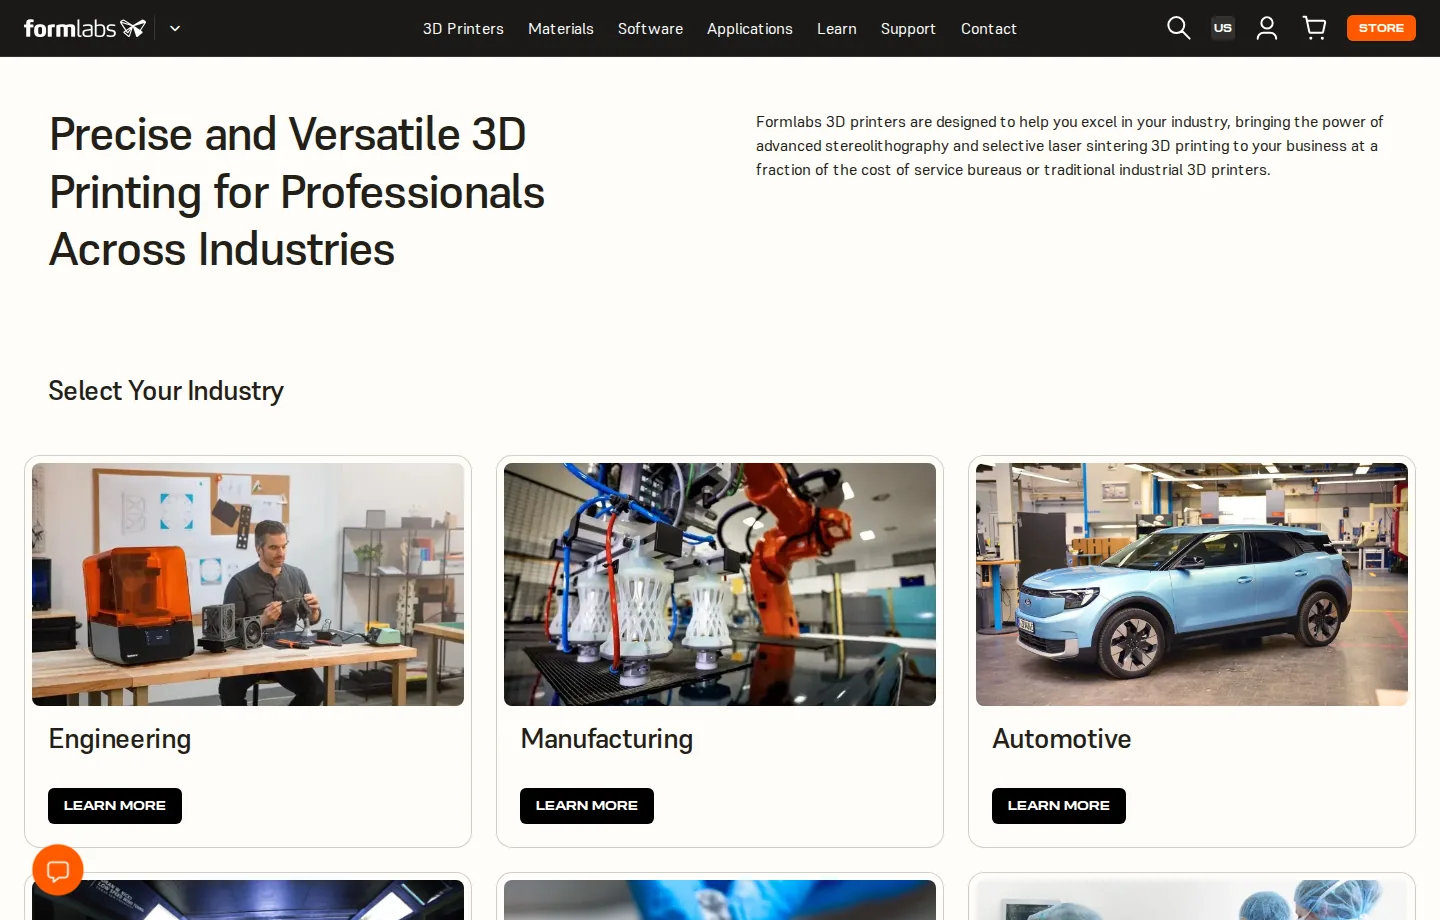 formlabs
3D Printers
Materials
Software
Applications
Learn
Support
Contact
US
STORE
Precise and Versatile 3D
Printing for Professionals
Across Industries
Formlabs 3D printers are designed to help you excel in your industry, bringing the power of
advanced stereolithography and selective laser sintering 3D printing to your business at a
fraction of the cost of service bureaus or traditional industrial 3D printers.
Select Your Industry
Engineering
LEARN MORE
Manufacturing
LEARN MORE
Automotive
LEARN MORE